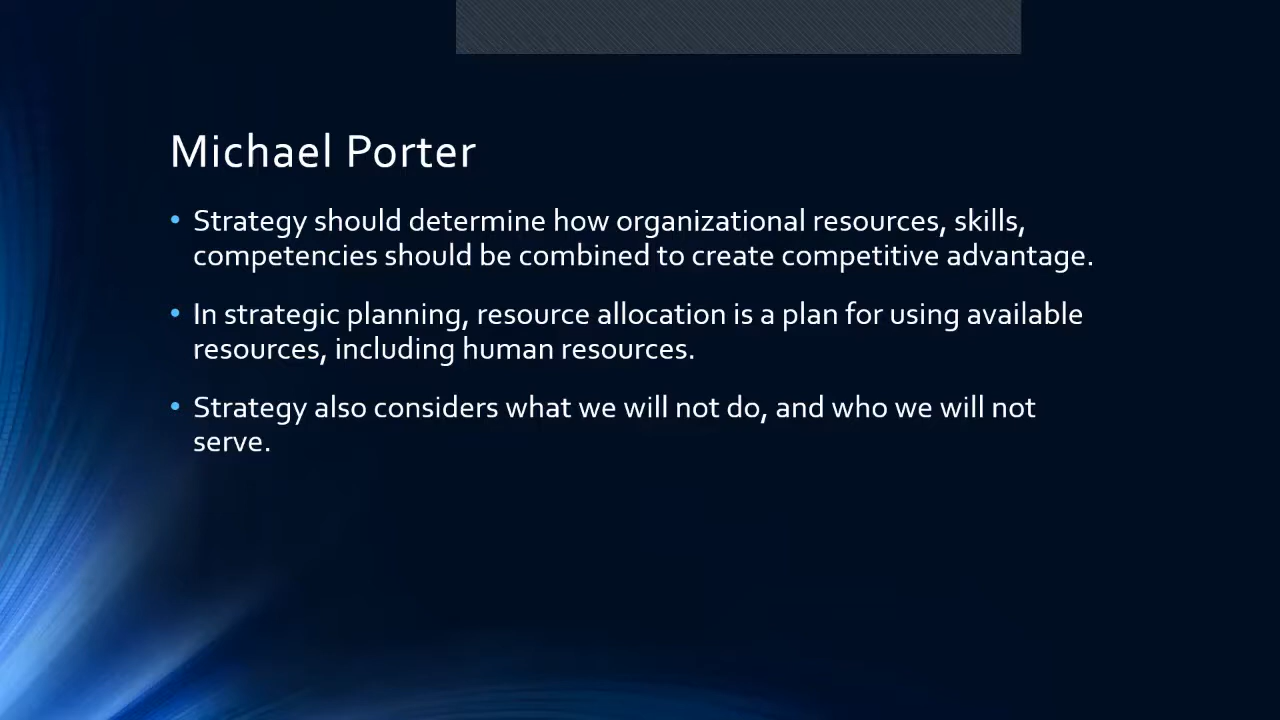 Michael Porter
• Strategy should determine how organizational resources, skills,
competencies should be combined to create competitive advantage.
• In strategic planning, resource allocation is a plan for using available
resources, including human resources.
• Strategy also considers what we will not do, and who we will not
serve.